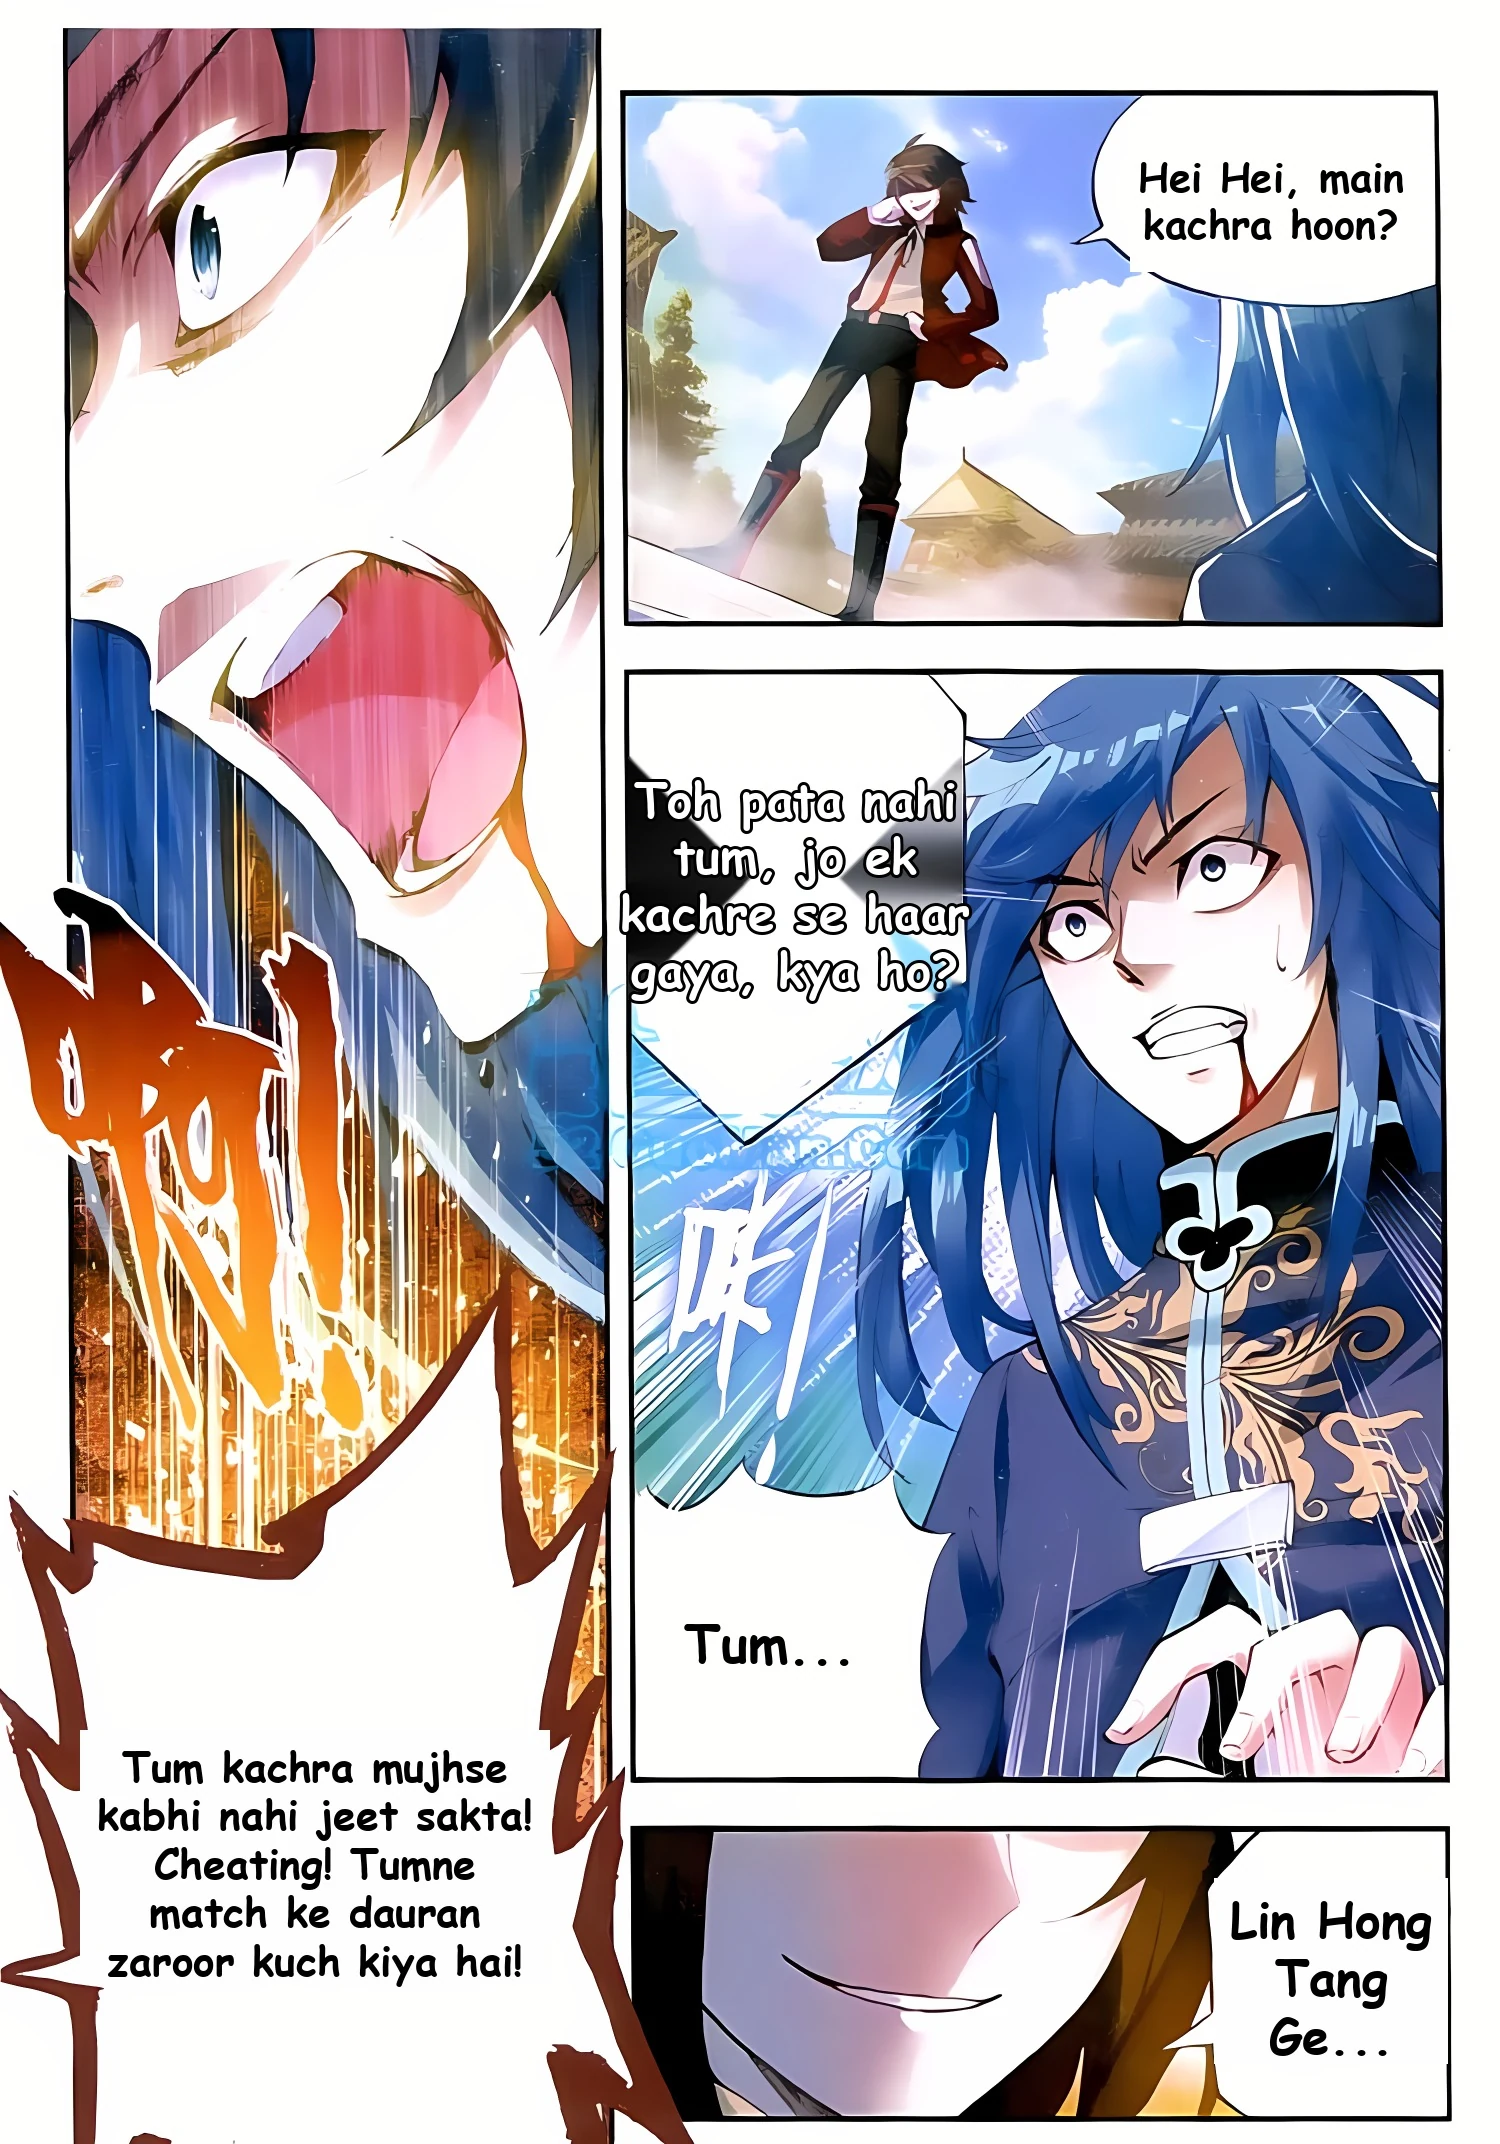 Hei Hei, main
kachra hoon?
Toh pata nahi
tum, jo ek
kachre se haar
gaya, kya ho?
Tum...
Tum kachra mujhse
kabhi nahi jeet sakta!
Cheating! Tumne
match ke dauran
zaroor kuch kiya hai!
Lin Hong
Tang
Ge...